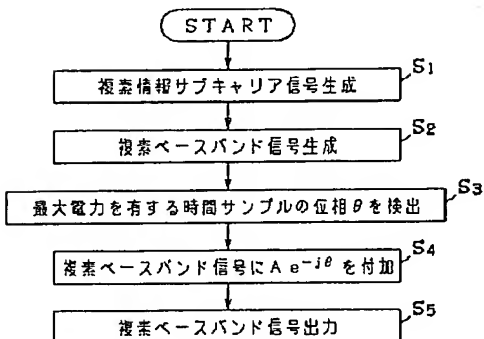 START
複素情報サブキャリア信号生成
S1
複素ベースバンド信号生成
S2
最大電力を有する時間サンプルの位相θを検出
S3
複素ベースバンド信号にAe^{-jθ}を付加
S4
複素ベースバンド信号出力
S5